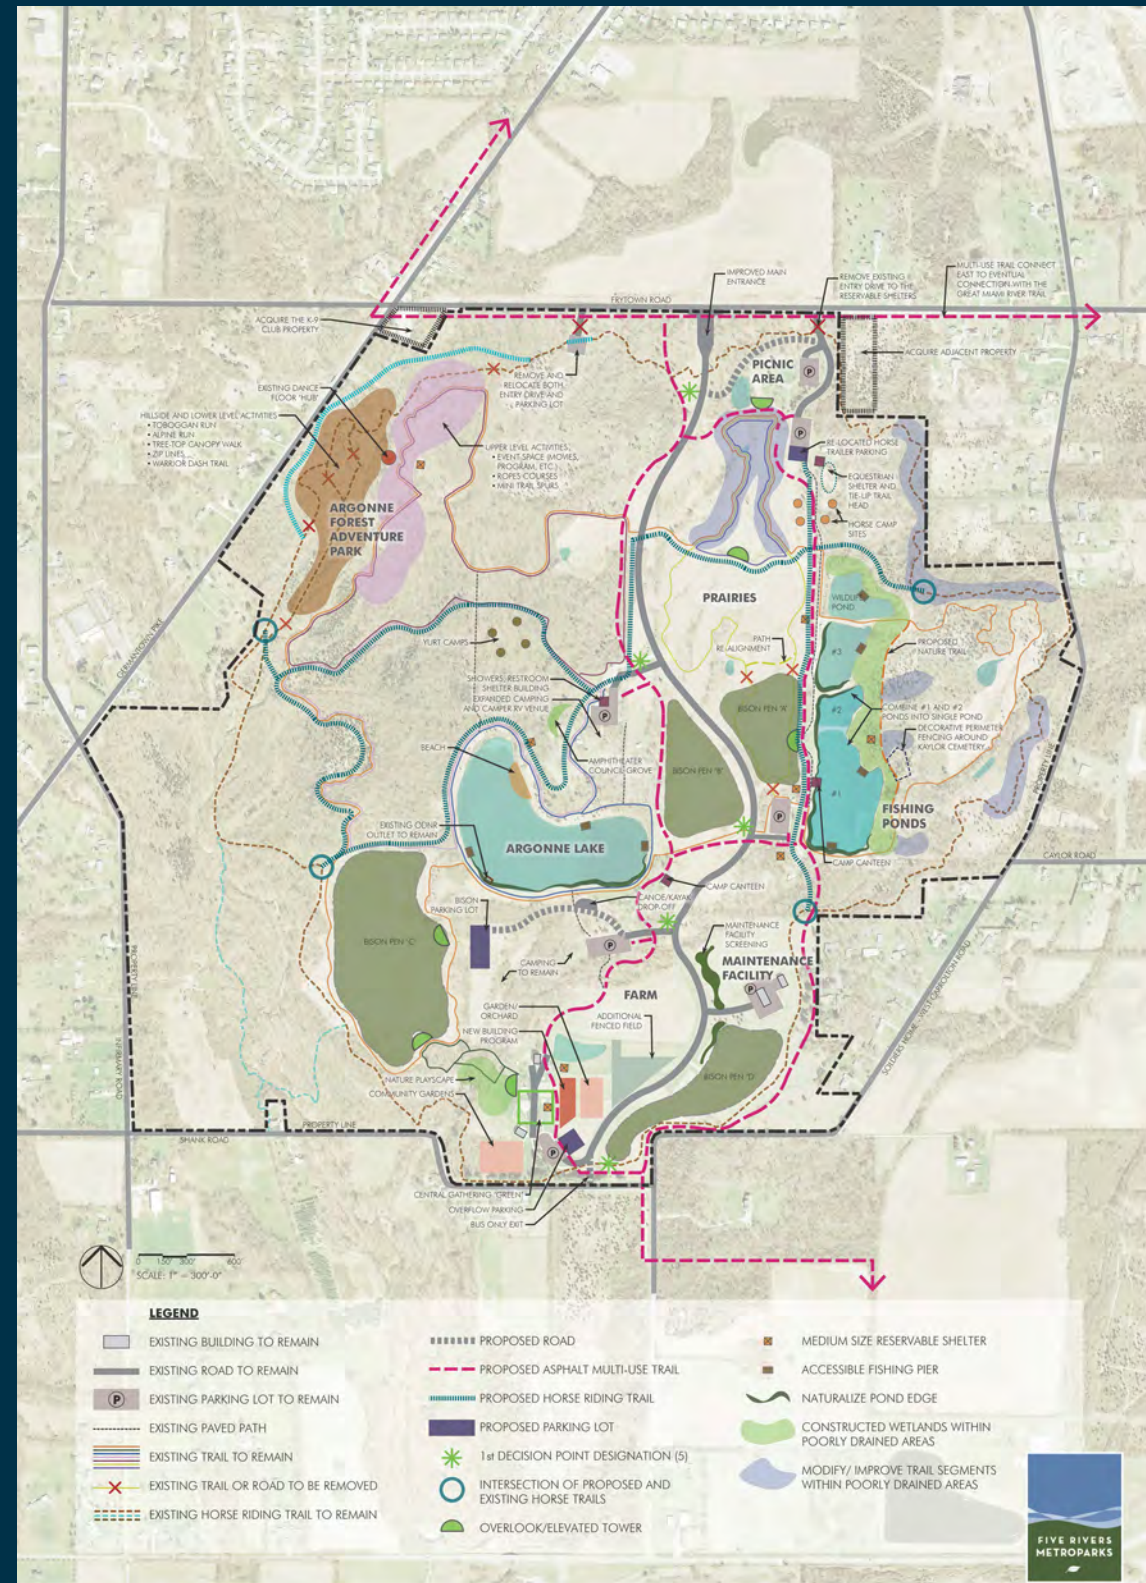 IMPROVED MAIN
ENTRANCE
REMOVE EXISTING
ENTRY DRIVE TO THE
RESERVABLE SHELTERS
MULTI-USE TRAIL CONNECT
EAST TO EVENTUAL
CONNECTION WITH THE
GREAT MIAMI RIVER TRAIL
FRYTOWN ROAD
ACQUIRE THE K-9
CLUB PROPERTY
ACQUIRE ADJACENT PROPERTY
PICNIC
AREA
P
REMOVE AND
RELOCATE BOTH
ENTRY DRIVE AND
PARKING LOT
EXISTING DANCE
FLOOR 'HUB'
HILLSIDE AND LOWER LEVEL ACTIVITIES
• TOBOGGAN RUN
• ALPINE RUN
• TREE-TOP CANOPY WALK
• ZIP LINES
• WARRIOR DASH TRAIL
UPPER LEVEL ACTIVITIES
• EVENT SPACE (MOVIES,
PROGRAM, ETC.)
• ROPES COURSES
• MINI TRAIL SPURS
P
RE-LOCATED HORSE
TRAILER PARKING
EQUESTRIAN
SHELTER AND
TIE-UP TRAIL
HEAD
HORSE CAMP
SITES
ARGONNE
FOREST
ADVENTURE
PARK
PRAIRIES
WILDLIFE
POND
GERMANTOWN PIKE
YURT CAMPS
PATH
RE-ALIGNMENT
PROPOSED
NATURE TRAIL
#3
SHOWERS, RESTROOM
& SHELTER BUILDING
EXPANDED CAMPING
AND CAMPER RV VENUE
P
BISON PEN 'A'
#2
COMBINE #1 AND #2
PONDS INTO SINGLE POND
DECORATIVE PERIMETER
FENCING AROUND
KAYLOR CEMETERY
BEACH
AMPHITHEATER
COUNCIL GROVE
BISON PEN 'B'
PROPERTY LINE
#1
FISHING
PONDS
EXISTING ODNR
OUTLET TO REMAIN
ARGONNE LAKE
P
CAMP CANTEEN
CAYLOR ROAD
CAMP CANTEEN
BISON
PARKING LOT
CANOE/KAYAK
DROP-OFF
MAINTENANCE
FACILITY
SCREENING
BISON PEN 'C'
P
CAMPING
TO REMAIN
MAINTENANCE
FACILITY
P
PROPERTY LINE
SOLDIERS HOME - WEST CARROLLTON ROAD
FARM
GARDEN/
ORCHARD
NEW BUILDING
PROGRAM
ADDITIONAL
FENCED FIELD
INFIRMARY ROAD
BISON PEN 'D'
NATURE PLAYSCAPE
COMMUNITY GARDENS
PROPERTY LINE
SHANK ROAD
P
CENTRAL GATHERING "GREEN"
OVERFLOW PARKING
BUS ONLY EXIT
0 150' 300' 600'
SCALE: 1" = 300'-0"
LEGEND
EXISTING BUILDING TO REMAIN
EXISTING ROAD TO REMAIN
P EXISTING PARKING LOT TO REMAIN
EXISTING PAVED PATH
EXISTING TRAIL TO REMAIN
EXISTING TRAIL OR ROAD TO BE REMOVED
EXISTING HORSE RIDING TRAIL TO REMAIN
PROPOSED ROAD
PROPOSED ASPHALT MULTI-USE TRAIL
PROPOSED HORSE RIDING TRAIL
PROPOSED PARKING LOT
1st DECISION POINT DESIGNATION (5)
INTERSECTION OF PROPOSED AND
EXISTING HORSE TRAILS
OVERLOOK/ELEVATED TOWER
MEDIUM SIZE RESERVABLE SHELTER
ACCESSIBLE FISHING PIER
NATURALIZE POND EDGE
CONSTRUCTED WETLANDS WITHIN
POORLY DRAINED AREAS
MODIFY/ IMPROVE TRAIL SEGMENTS
WITHIN POORLY DRAINED AREAS
FIVE RIVERS
METROPARKS